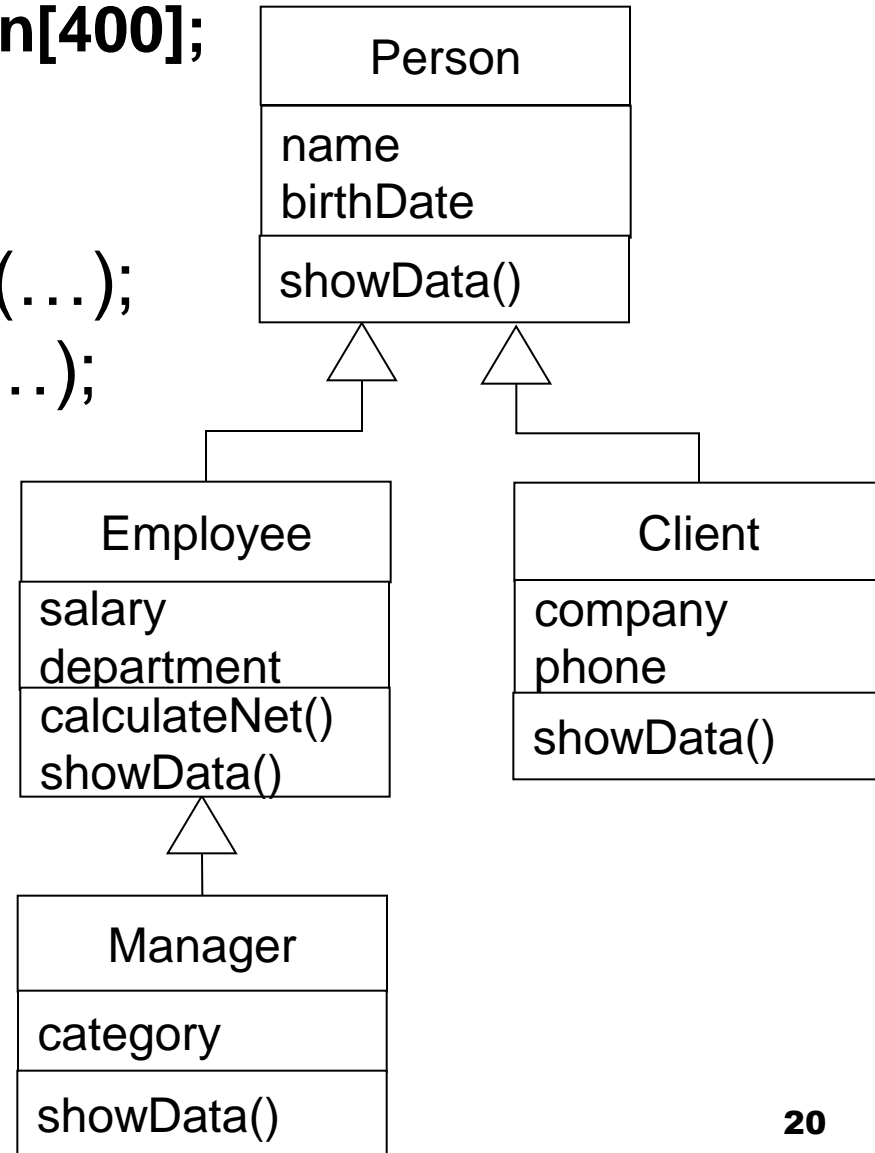 n[400];
(…);
…);
Person
name
birthDate
showData()
Employee
salary
department
calculateNet()
showData()
Client
company
phone
showData()
Manager
category
showData()
20